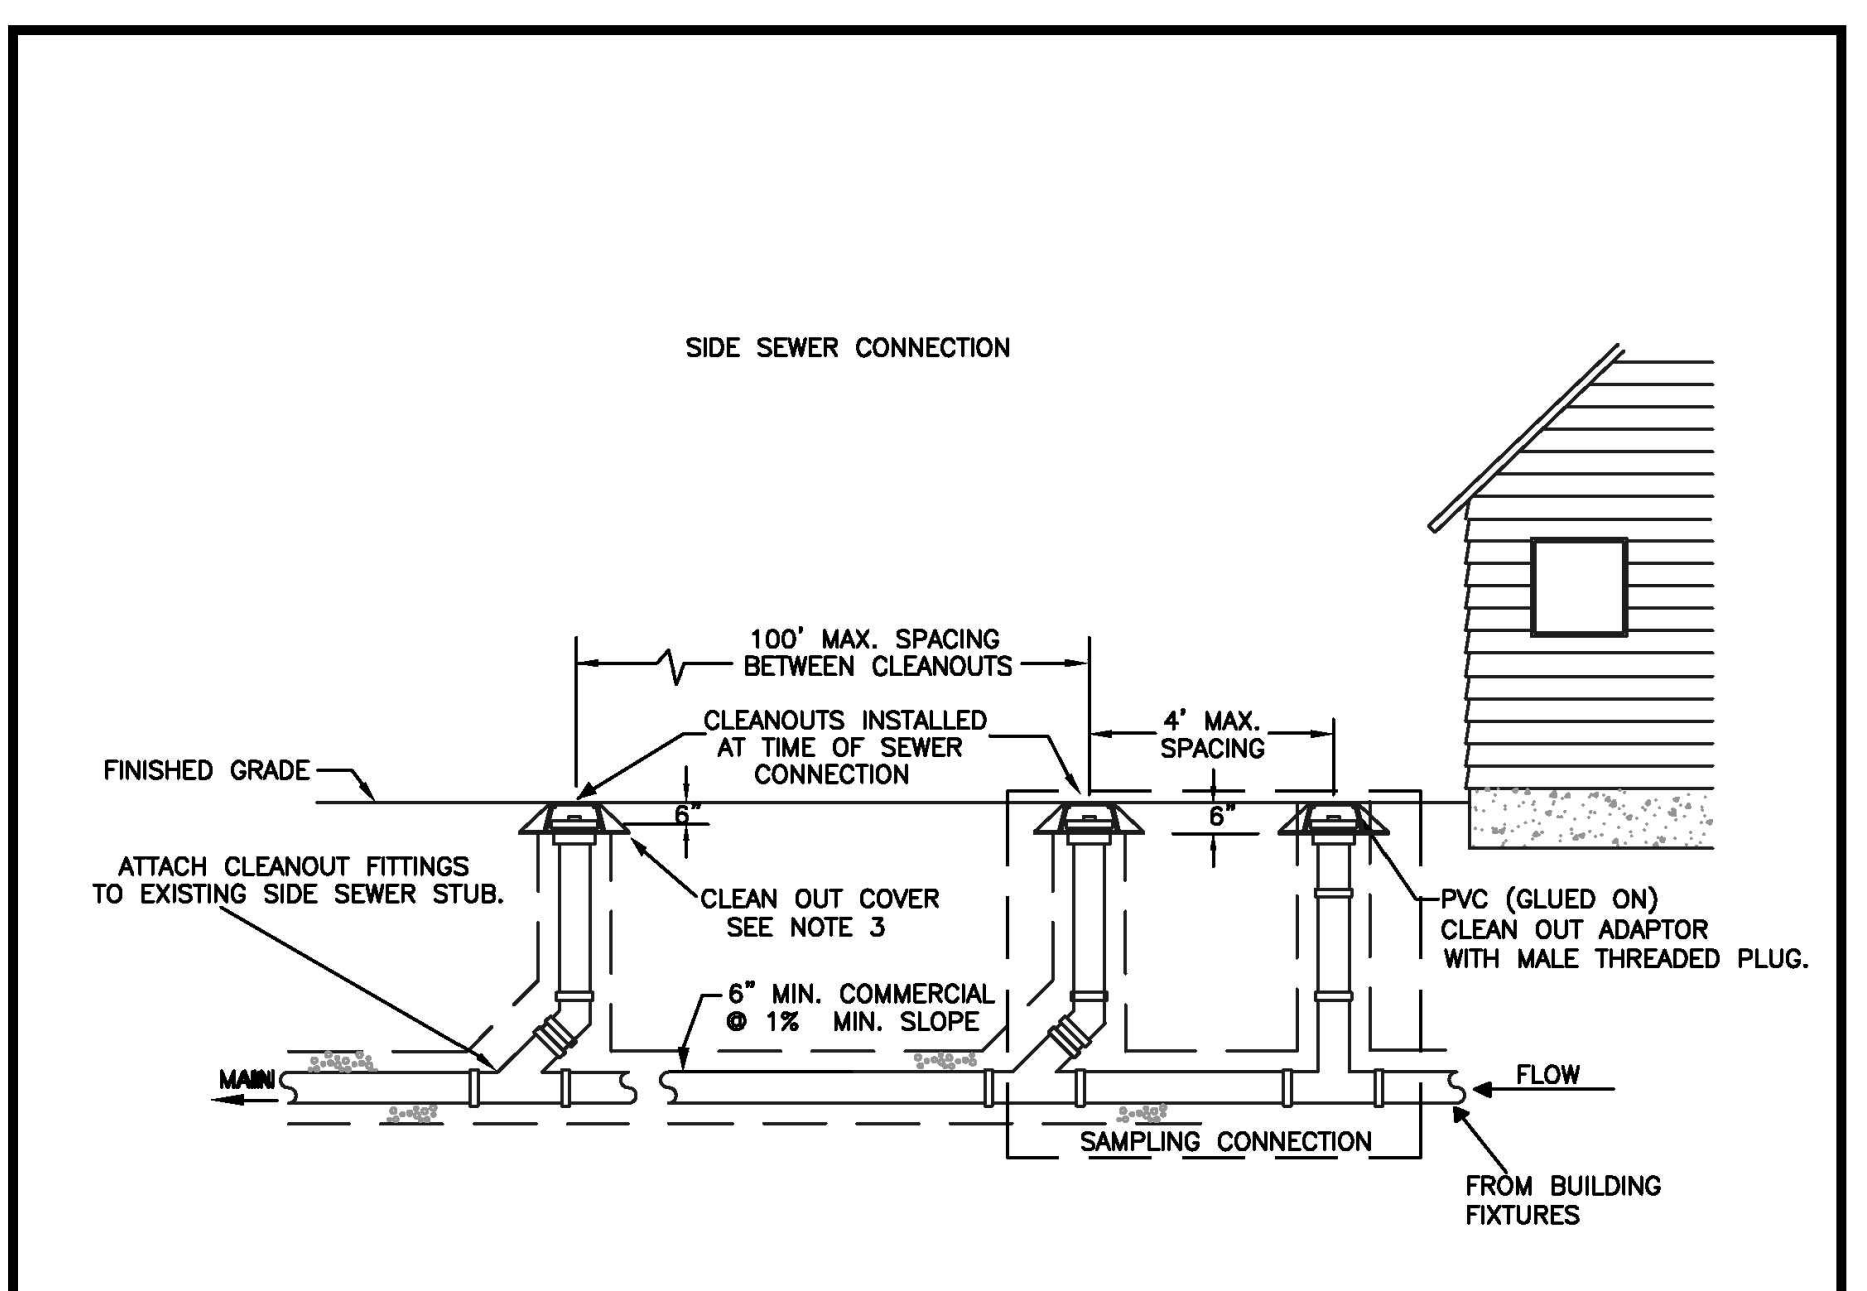 SIDE SEWER CONNECTION
100' MAX. SPACING
BETWEEN CLEANOUTS
CLEANOUTS INSTALLED
AT TIME OF SEWER
CONNECTION
4' MAX.
SPACING
FINISHED GRADE
6"
6"
ATTACH CLEANOUT FITTINGS
TO EXISTING SIDE SEWER STUB.
CLEAN OUT COVER
SEE NOTE 3
PVC (GLUED ON)
CLEAN OUT ADAPTOR
WITH MALE THREADED PLUG.
6" MIN. COMMERCIAL
@ 1% MIN. SLOPE
MAIN
FLOW
SAMPLING CONNECTION
FROM BUILDING
FIXTURES